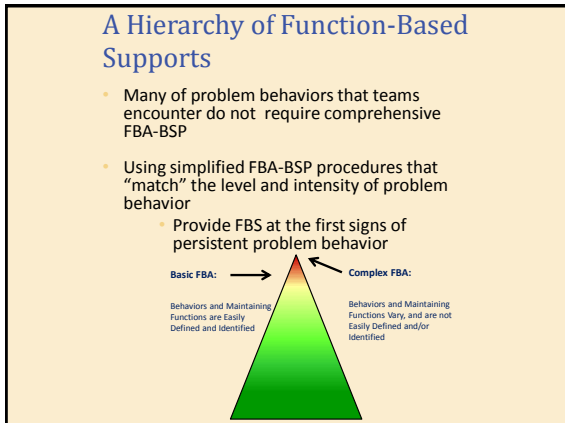 A Hierarchy of Function-Based
Supports
Many of problem behaviors that teams
encounter do not require comprehensive
FBA-BSP
Using simplified FBA-BSP procedures that
“match” the level and intensity of problem
behavior
Provide FBS at the first signs of
persistent problem behavior
Basic FBA:
Behaviors and Maintaining
Functions are Easily
Defined and Identified
Complex FBA:
Behaviors and Maintaining
Functions Vary, and are not
Easily Defined and/or
Identified